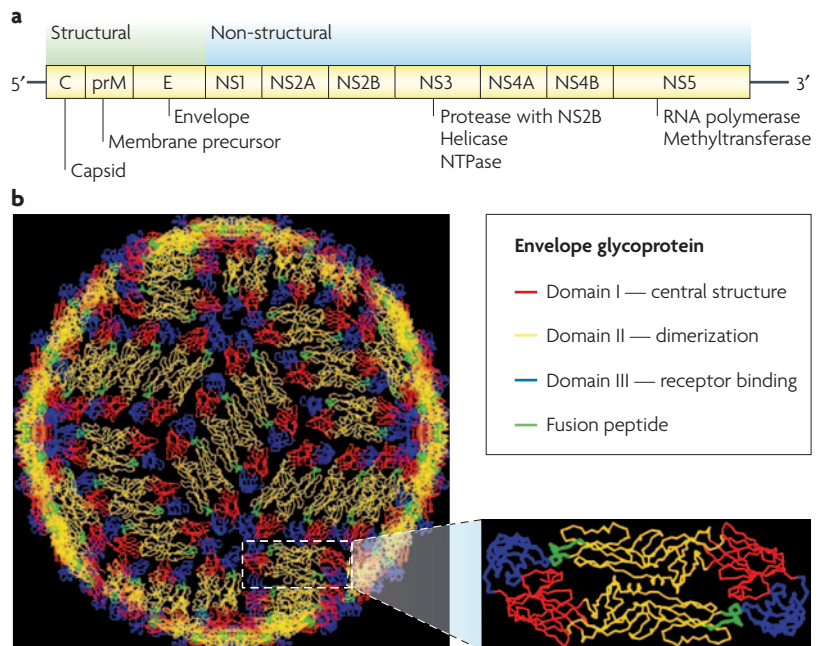 a
Structural
Non-structural
5′
C
prM
E
NS1
NS2A
NS2B
NS3
NS4A
NS4B
NS5
3′
Envelope
Protease with NS2B
RNA polymerase
Membrane precursor
Helicase
Methyltransferase
NTPase
Capsid
b
Envelope glycoprotein
Domain I — central structure
Domain II — dimerization
Domain III — receptor binding
Fusion peptide